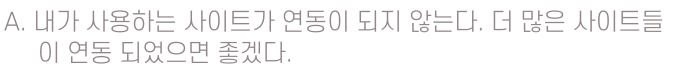 A. 내가 사용하는 사이트가 연동이 되지 않는다. 더 많은 사이트들
이 연동 되었으면 좋겠다.